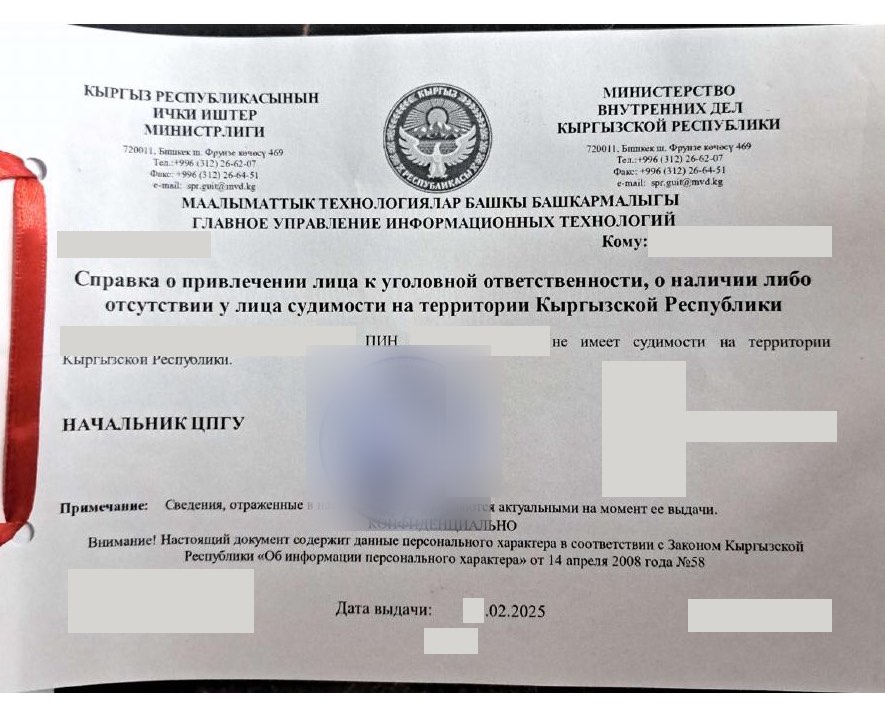 КЫРГЫЗ РЕСПУБЛИКАСЫНЫН
ИЧКИ ИШТЕР
МИНИСТРЛИГИ
720011, Бишкек ш. Фрунзе көчөсү 469
Тел.:+996 (312) 26-62-07
Факс: +996 (312) 26-64-51
e-mail: spr.guit@mvd.kg
КЫРГЫЗ
РЕСПУБЛИКАСЫ
МИНИСТЕРСТВО
ВНУТРЕННИХ ДЕЛ
КЫРГЫЗСКОЙ РЕСПУБЛИКИ
720011, Бишкек ш. Фрунзе көчөсү 469
Тел.:+996 (312) 26-62-07
Факс: +996 (312) 26-64-51
e-mail: spr.guit@mvd.kg
МААЛЫМАТТЫК ТЕХНОЛОГИЯЛАР БАШКЫ БАШКАРМАЛЫГЫ
ГЛАВНОЕ УПРАВЛЕНИЕ ИНФОРМАЦИОННЫХ ТЕХНОЛОГИЙ
Кому:
Справка о привлечении лица к уголовной ответственности, о наличии либо
отсутствии у лица судимости на территории Кыргызской Республики
ПИН не имеет судимости на территории
Кыргызской Республики.
НАЧАЛЬНИК ЦПГУ
Примечание: Сведения, отраженные в актуальными на момент ее выдачи.
КОНФИДЕНЦИАЛЬНО
Внимание! Настоящий документ содержит данные персонального характера в соответствии с Законом Кыргызской
Республики «Об информации персонального характера» от 14 апреля 2008 года №58
Дата выдачи: .02.2025